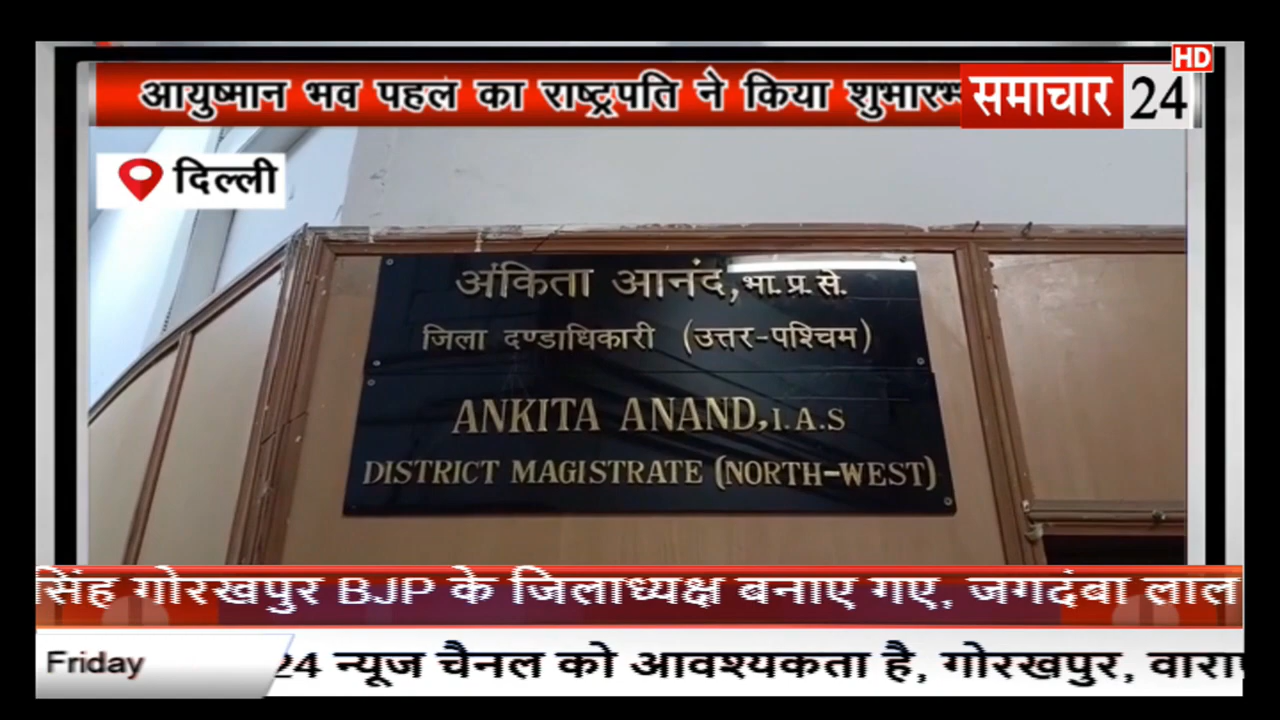 HD
आयुष्मान भव पहल का राष्ट्रपति ने किया शुभारम्भ
समाचार 24
दिल्ली
अंकिता आनंद, भा.प्र.से.
जिला दण्डाधिकारी (उत्तर-पश्चिम)
ANKITA ANAND, I.A.S
DISTRICT MAGISTRATE (NORTH-WEST)
सिंह गोरखपुर BJP के जिलाध्यक्ष बनाए गए, जगदंबा लाल
Friday
24 न्यूज चैनल को आवश्यकता है, गोरखपुर,